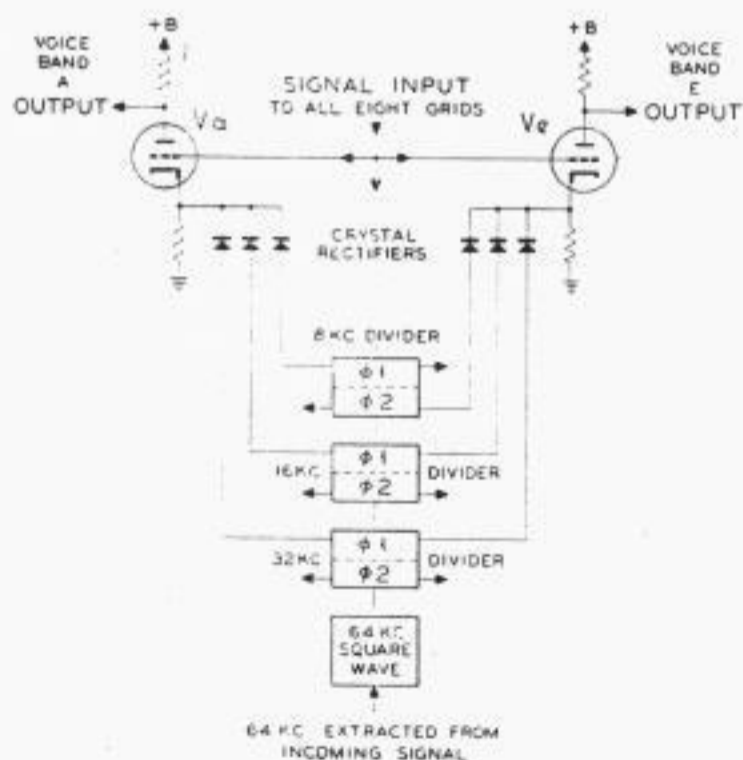 +B
VOICE
BAND
A
OUTPUT
Va
SIGNAL INPUT
TO ALL EIGHT GRIDS
+B
VOICE
BAND
E
OUTPUT
Ve
CRYSTAL
RECTIFIERS
8 KC DIVIDER
φ1
φ2
16 KC
φ1
φ2
DIVIDER
32 KC
φ1
φ2
DIVIDER
64 KC
SQUARE
WAVE
64 KC EXTRACTED FROM
INCOMING SIGNAL